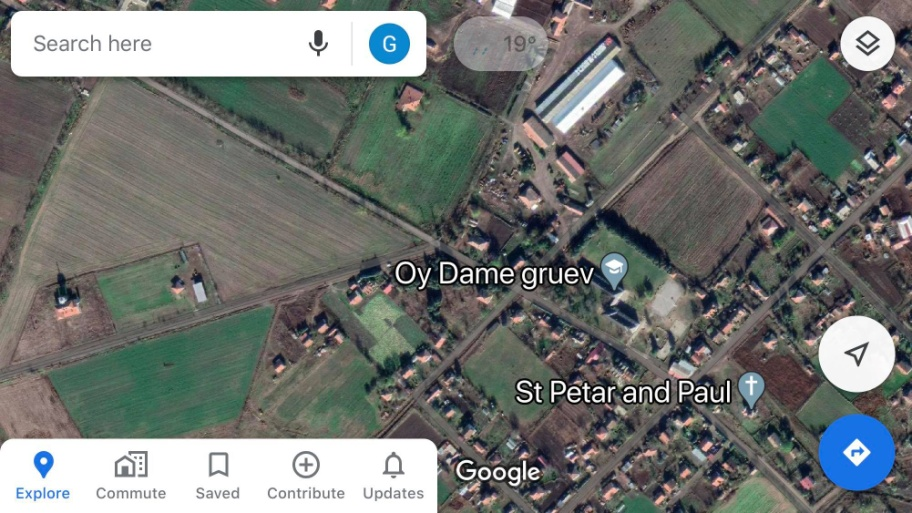 Search here
G
19°
Oy Dame gruev
St Petar and Paul
Google
Explore
Commute
Saved
Contribute
Updates